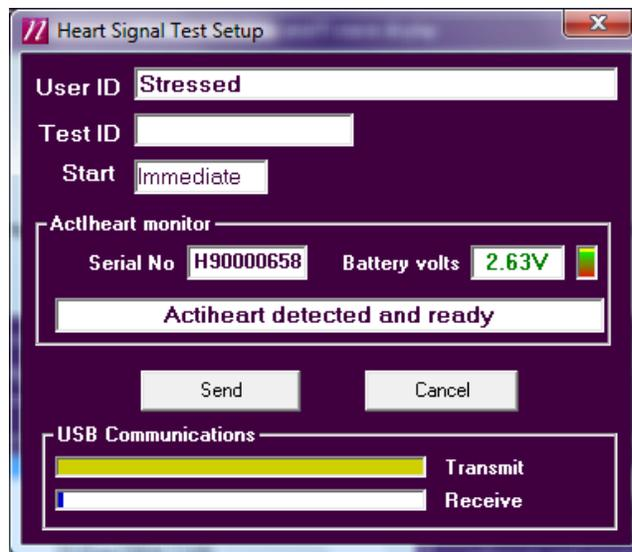 Heart Signal Test Setup
User ID Stressed
Test ID
Start Immediate
Actiheart monitor
Serial No H90000658 Battery volts 2.63V
Actiheart detected and ready
Send Cancel
USB Communications
Transmit
Receive